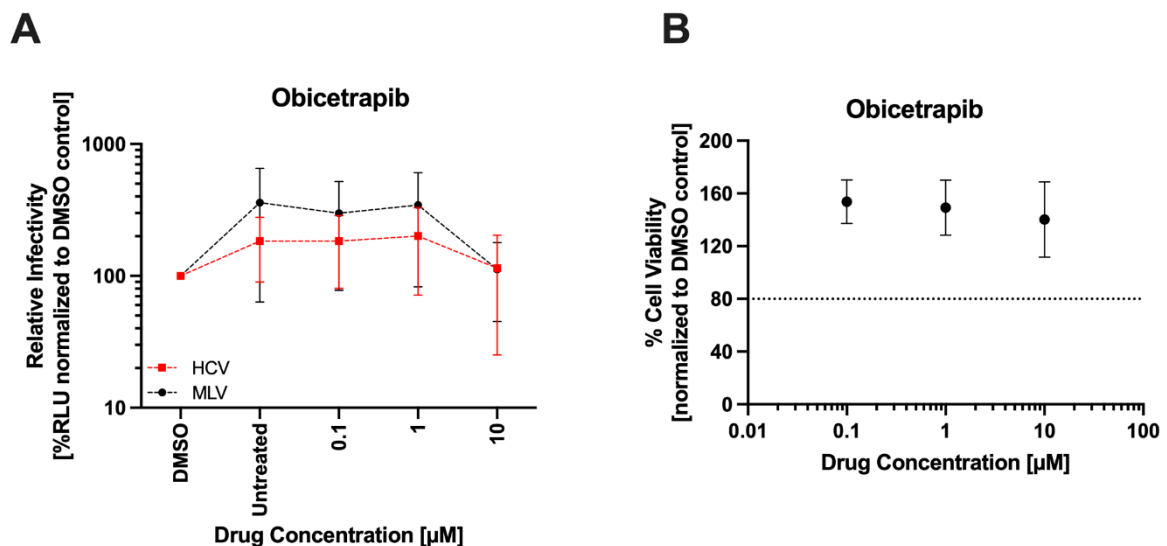 A
Obicetrapib
Relative Infectivity
[%RLU normalized to DMSO control]
1000
100
10
HCV
MLV
DMSO
Untreated
0.1
1
10
Drug Concentration [µM]
B
Obicetrapib
% Cell Viability
[normalized to DMSO control]
200
160
120
80
40
0
0.01
0.1
1
10
100
Drug Concentration [µM]